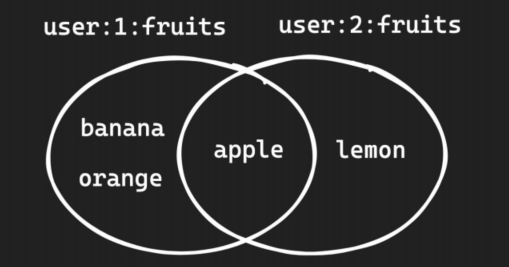 user:1:fruits
user:2:fruits
banana
orange
apple
lemon